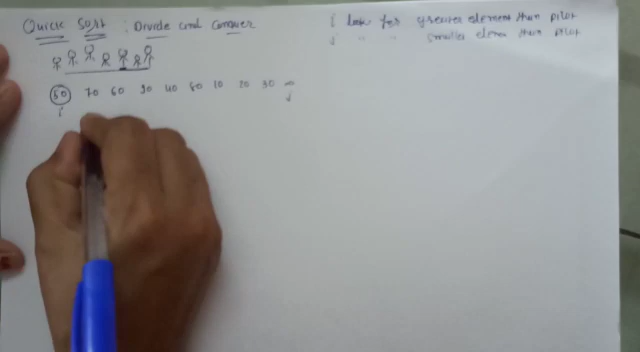 Quick Sort : Divide and Conquer
i look for greater element than pivot
j " " smaller elem than pivot
50 70 60 90 40 80 10 20 30 ∞
i j